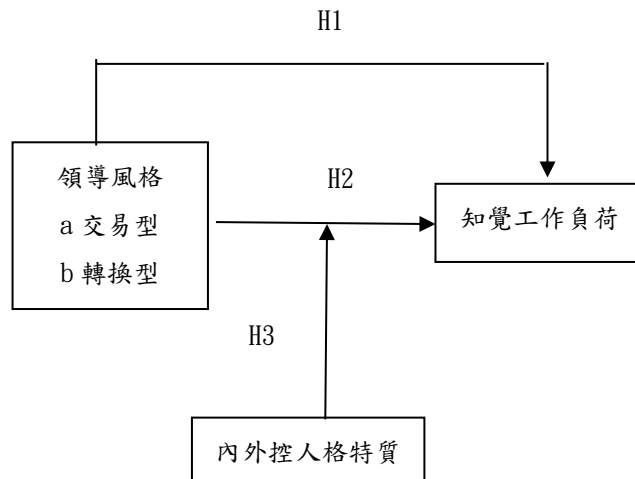 H1
領導風格
a 交易型
b 轉換型
H2
知覺工作負荷
H3
內外控人格特質